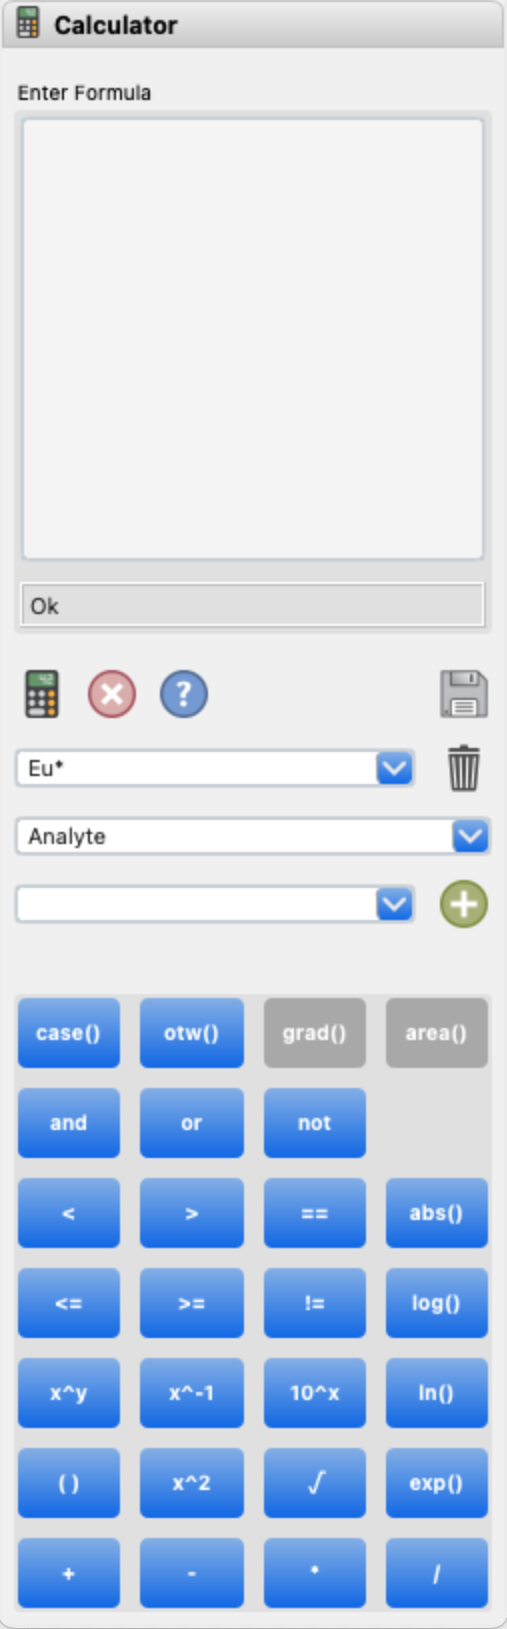 Calculator
Enter Formula
Ok
?
Eu*
Analyte
case() otw() grad() area()
and or not
< > == abs()
<= >= != log()
x^y x^-1 10^x ln()
( ) x^2 √ exp()
+ - * /